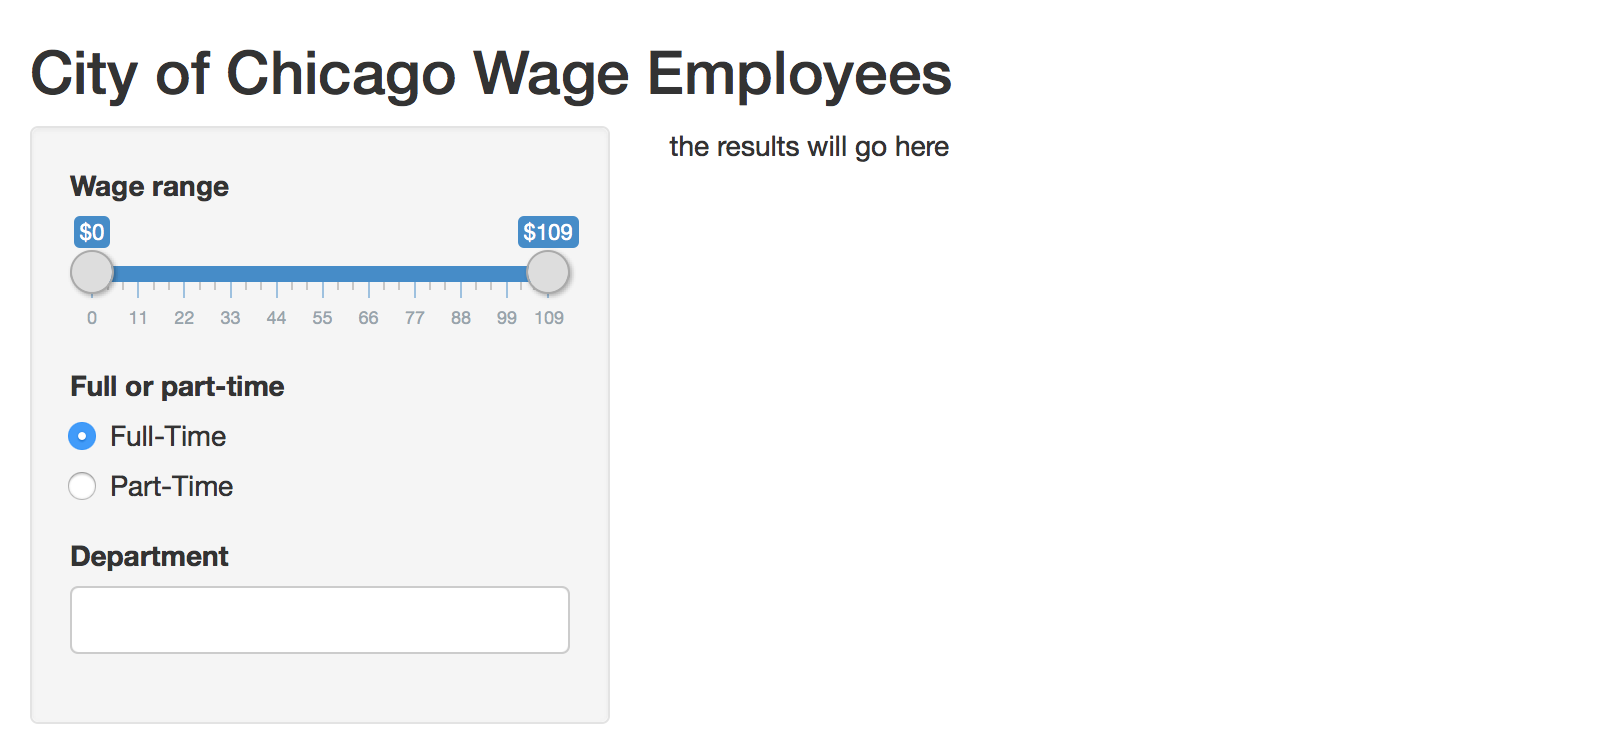 City of Chicago Wage Employees
Wage range
$0 $109
0 11 22 33 44 55 66 77 88 99 109
Full or part-time
Full-Time
Part-Time
Department
the results will go here